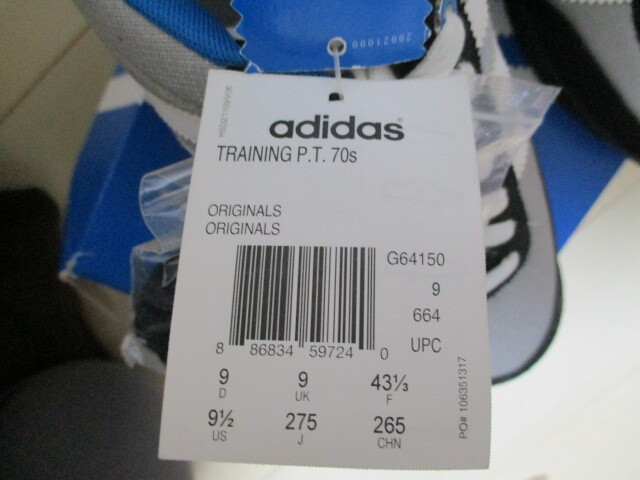 20021000
adidas
TRAINING P.T. 70s
ORIGINALS
ORIGINALS
G64150
9
664
UPC
8 86834 59724 0
9 9 43⅓
D UK F
9½ 275 265
US J CHN
PO# 106351317